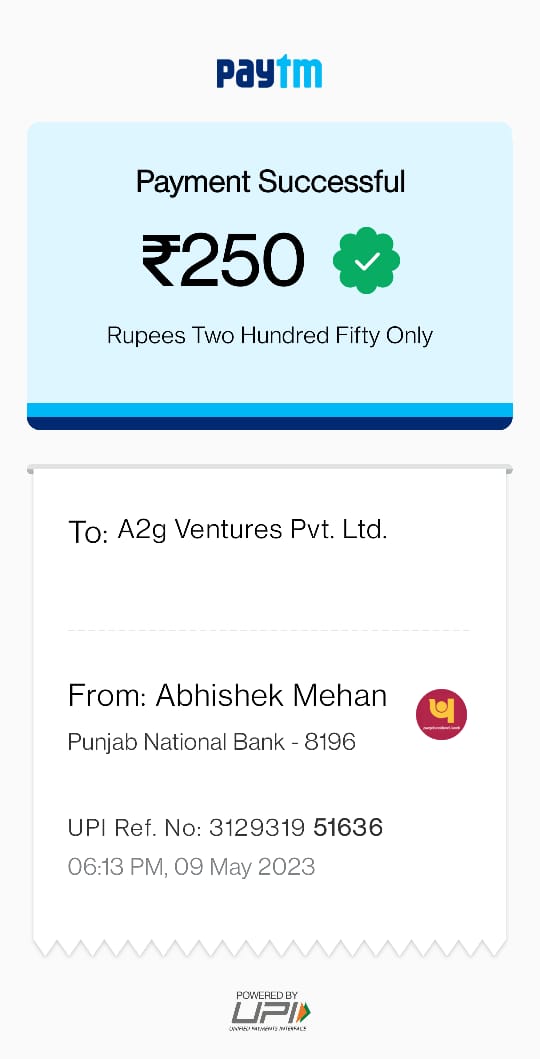 paytm
Payment Successful
₹250
Rupees Two Hundred Fifty Only
To: A2g Ventures Pvt. Ltd.
From: Abhishek Mehan
Punjab National Bank - 8196
UPI Ref. No: 3129319 51636
06:13 PM, 09 May 2023
POWERED BY
UPI
UNIFIED PAYMENTS INTERFACE